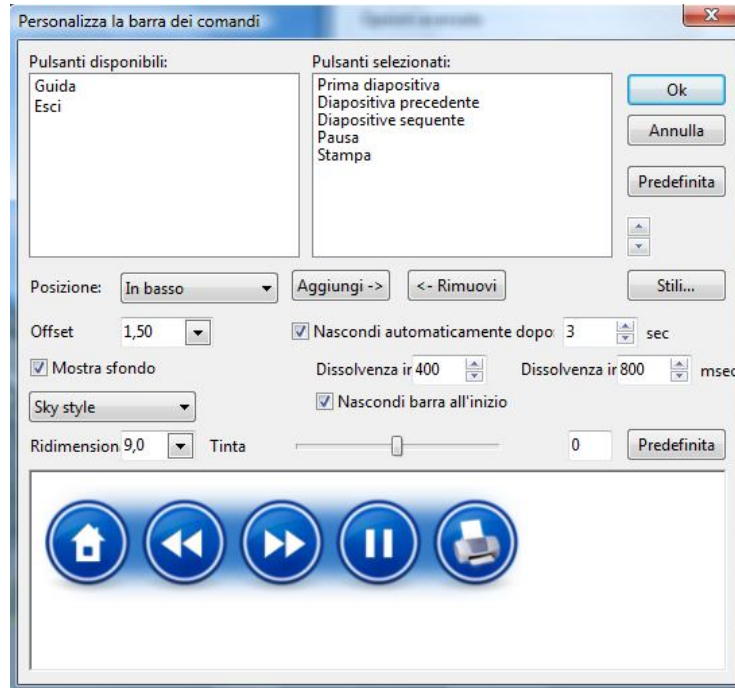 Personalizza la barra dei comandi
Pulsanti disponibili:
Pulsanti selezionati:
Guida
Esci
Prima diapositiva
Diapositiva precedente
Diapositive sequente
Pausa
Stampa
Ok
Annulla
Predefinita
Posizione:
In basso
Aggiungi ->
<- Rimuovi
Stili...
Offset
1,50
Nascondi automaticamente dopo:
3
sec
Mostra sfondo
Dissolvenza ir
400
Dissolvenza ir
800
msec
Sky style
Nascondi barra all'inizio
Ridimension
9,0
Tinta
0
Predefinita